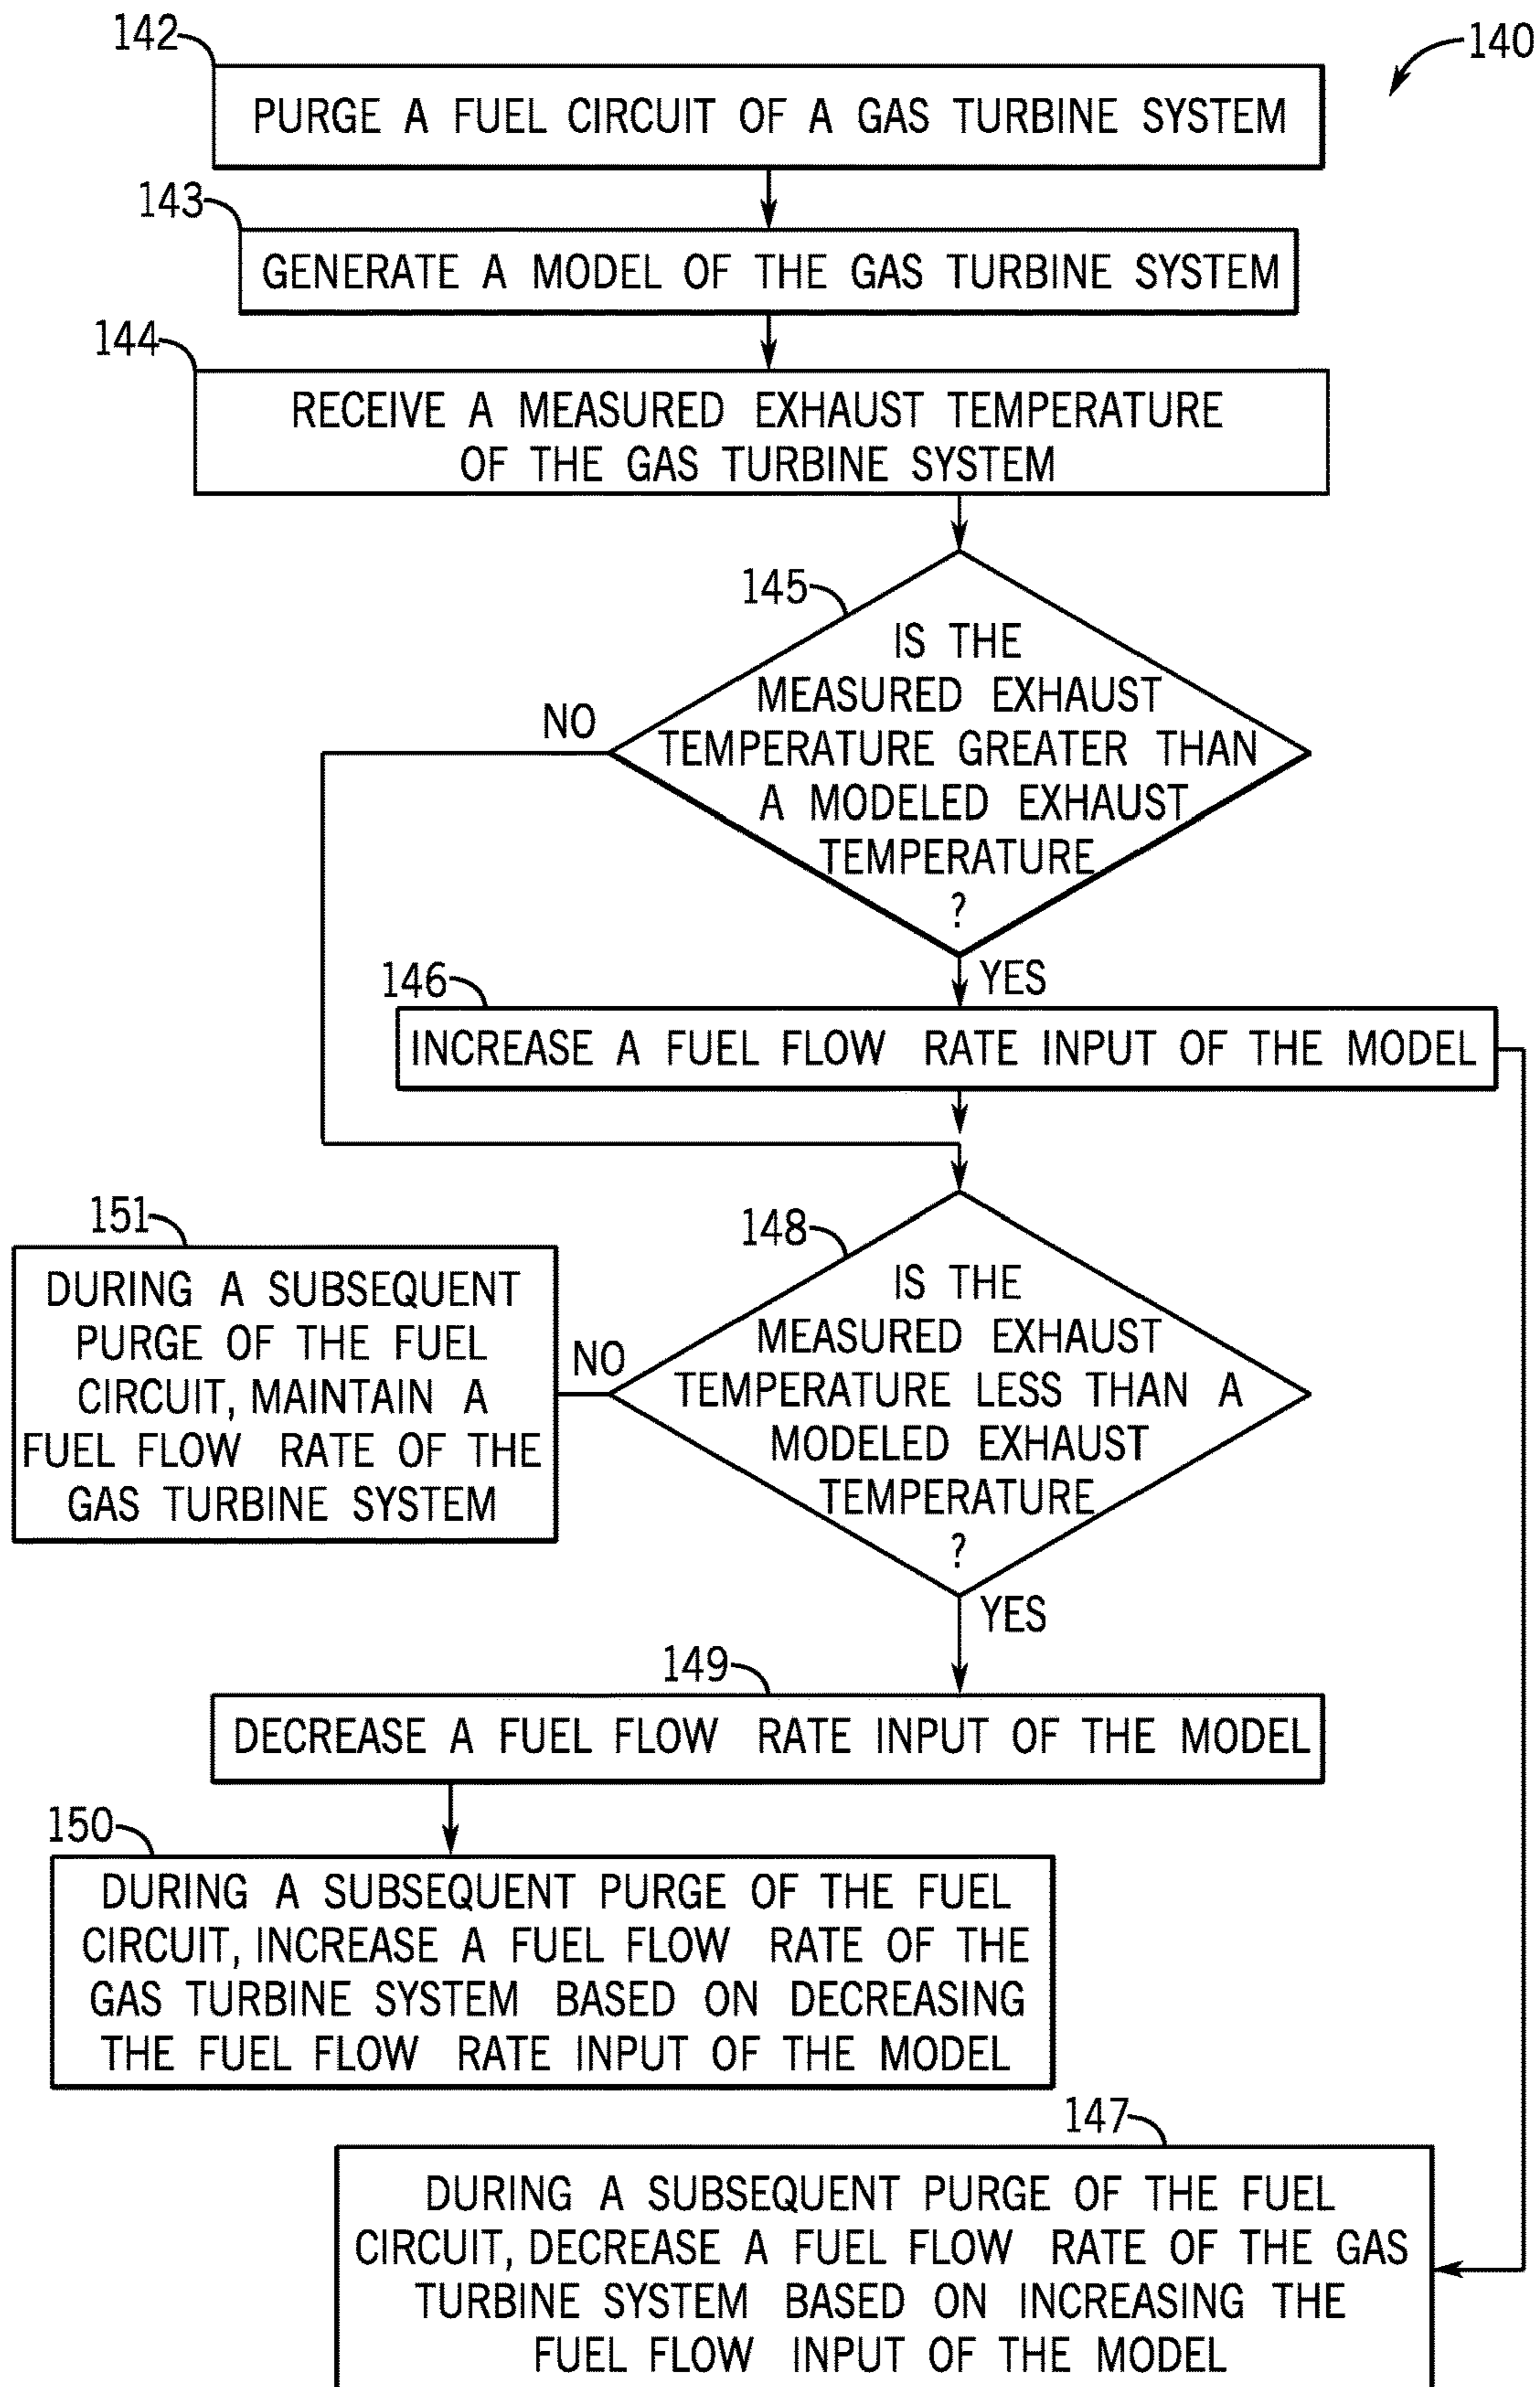 142
140
PURGE A FUEL CIRCUIT OF A GAS TURBINE SYSTEM
143
GENERATE A MODEL OF THE GAS TURBINE SYSTEM
144
RECEIVE A MEASURED EXHAUST TEMPERATURE
OF THE GAS TURBINE SYSTEM
145
IS THE
MEASURED EXHAUST
TEMPERATURE GREATER THAN
A MODELED EXHAUST
TEMPERATURE
?
NO
YES
146
INCREASE A FUEL FLOW RATE INPUT OF THE MODEL
148
IS THE
MEASURED EXHAUST
TEMPERATURE LESS THAN A
MODELED EXHAUST
TEMPERATURE
?
NO
151
DURING A SUBSEQUENT
PURGE OF THE FUEL
CIRCUIT, MAINTAIN A
FUEL FLOW RATE OF THE
GAS TURBINE SYSTEM
YES
149
DECREASE A FUEL FLOW RATE INPUT OF THE MODEL
150
DURING A SUBSEQUENT PURGE OF THE FUEL
CIRCUIT, INCREASE A FUEL FLOW RATE OF THE
GAS TURBINE SYSTEM BASED ON DECREASING
THE FUEL FLOW RATE INPUT OF THE MODEL
147
DURING A SUBSEQUENT PURGE OF THE FUEL
CIRCUIT, DECREASE A FUEL FLOW RATE OF THE GAS
TURBINE SYSTEM BASED ON INCREASING THE
FUEL FLOW INPUT OF THE MODEL